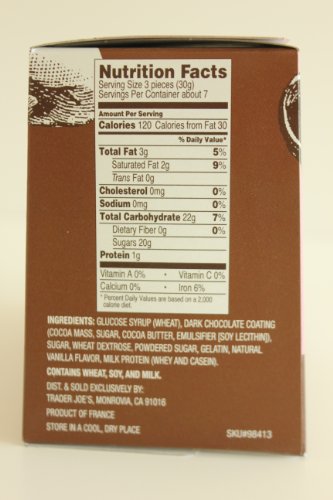 Nutrition Facts
Serving Size 3 pieces (30g)
Servings Per Container about 7
Amount Per Serving
Calories 120 Calories from Fat 30
% Daily Value*
Total Fat 3g 5%
Saturated Fat 2g 9%
Trans Fat 0g
Cholesterol 0mg 0%
Sodium 0mg 0%
Total Carbohydrate 22g 7%
Dietary Fiber 0g 0%
Sugars 20g
Protein 1g
Vitamin A 0% • Vitamin C 0%
Calcium 0% • Iron 6%
* Percent Daily Values are based on a 2,000
calorie diet.
INGREDIENTS: GLUCOSE SYRUP (WHEAT), DARK CHOCOLATE COATING
(COCOA MASS, SUGAR, COCOA BUTTER, EMULSIFIER [SOY LECITHIN]),
SUGAR, WHEAT DEXTROSE, POWDERED SUGAR, GELATIN, NATURAL
VANILLA FLAVOR, MILK PROTEIN (WHEY AND CASEIN).
CONTAINS WHEAT, SOY, AND MILK.
DIST. & SOLD EXCLUSIVELY BY:
TRADER JOE'S, MONROVIA, CA 91016
PRODUCT OF FRANCE
STORE IN A COOL, DRY PLACE
SKU#98413